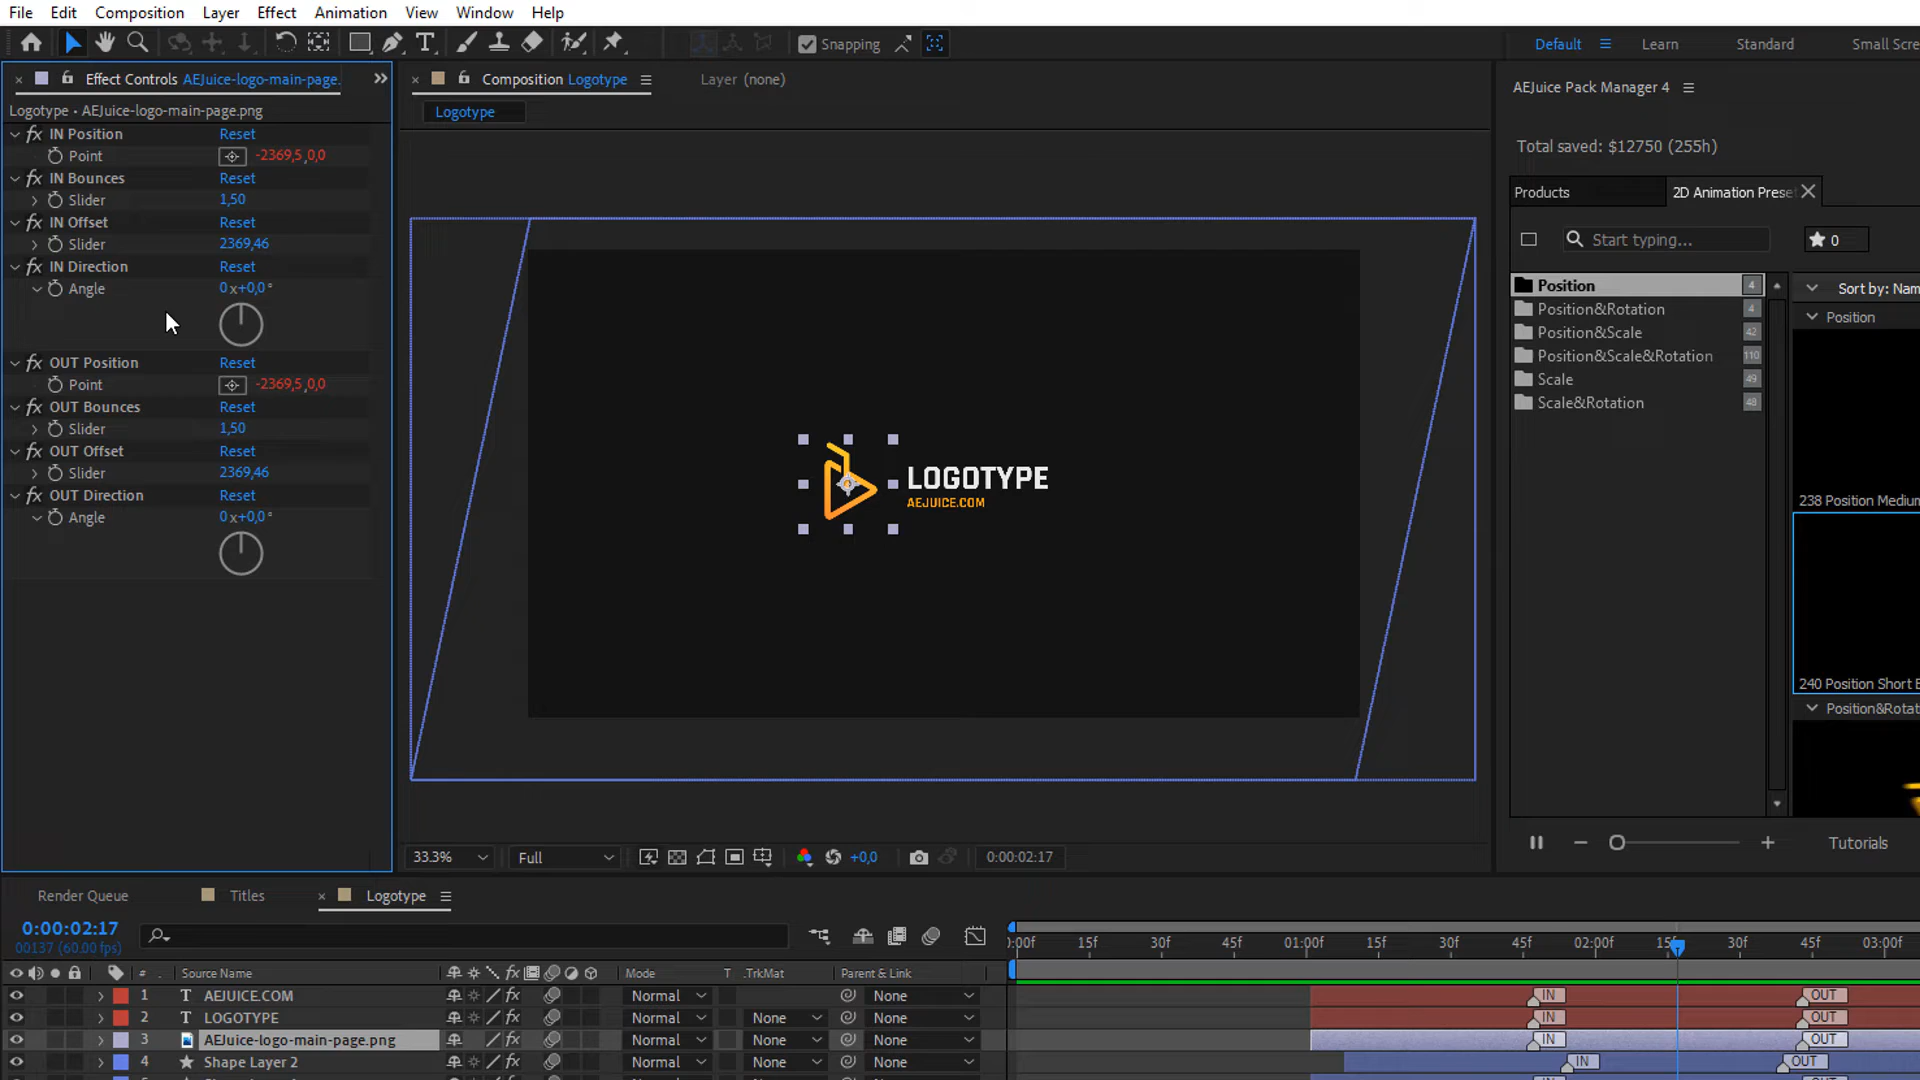 File Edit Composition Layer Effect Animation View Window Help
Snapping
Default Learn Standard Small Scre
Effect Controls AEJuice-logo-main-page.
Logotype • AEJuice-logo-main-page.png
fx IN Position Reset
Point -2369,5,0,0
fx IN Bounces Reset
Slider 1,50
fx IN Offset Reset
Slider 2369,46
fx IN Direction Reset
Angle 0x+0,0°
fx OUT Position Reset
Point -2369,5,0,0
fx OUT Bounces Reset
Slider 1,50
fx OUT Offset Reset
Slider 2369,46
fx OUT Direction Reset
Angle 0x+0,0°
Composition Logotype Layer (none)
Logotype
LOGOTYPE
AEJUICE.COM
33.3% Full +0,0 0:00:02:17
AEJuice Pack Manager 4
Total saved: $12750 (255h)
Products 2D Animation Prese
Start typing... 0
Position 4
Position&Rotation 4
Position&Scale 42
Position&Scale&Rotation 110
Scale 49
Scale&Rotation 48
Sort by: Nam
Position
238 Position Medium
240 Position Short B
Position&Rotat
Tutorials
Render Queue Titles Logotype
0:00:02:17
00137 (60.00 fps)
:00f 15f 30f 45f 01:00f 15f 30f 45f 02:00f 15f 30f 45f 03:00f
# Source Name fx Mode T .TrkMat Parent & Link
1 T AEJUICE.COM fx Normal None IN OUT
2 T LOGOTYPE fx Normal None None IN OUT
3 AEJuice-logo-main-page.png fx Normal None None IN OUT
4 Shape Layer 2 fx Normal None None IN OUT